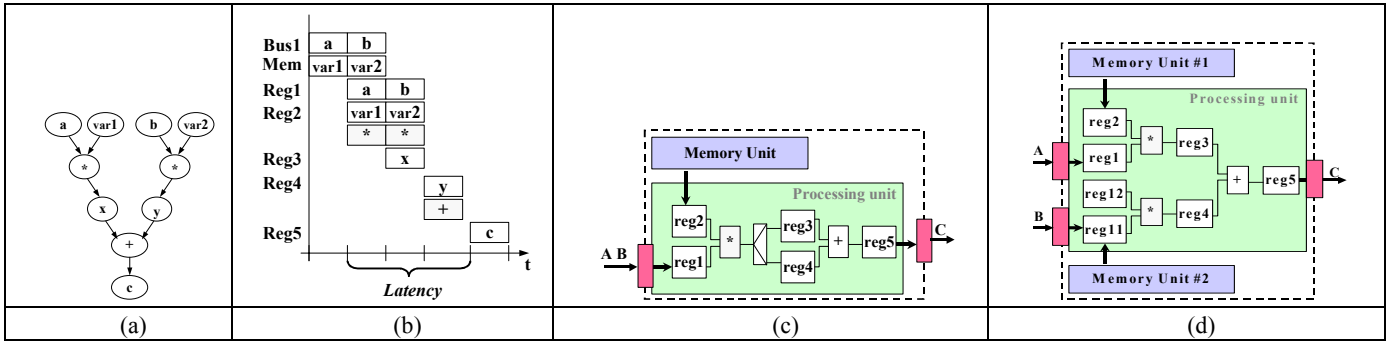 a var1 b var2
* *
x y
+
c
(a)
Bus1 a b
Mem var1 var2
Reg1 a b
Reg2 var1 var2
* *
Reg3 x
Reg4 y
+
Reg5 c
t
Latency
(b)
Memory Unit
Processing unit
reg2 reg3
* + reg5 C
A B reg1 reg4
(c)
Memory Unit #1
Processing unit
reg2
* reg3
A reg1
+ reg5 C
reg12
* reg4
B reg11
Memory Unit #2
(d)